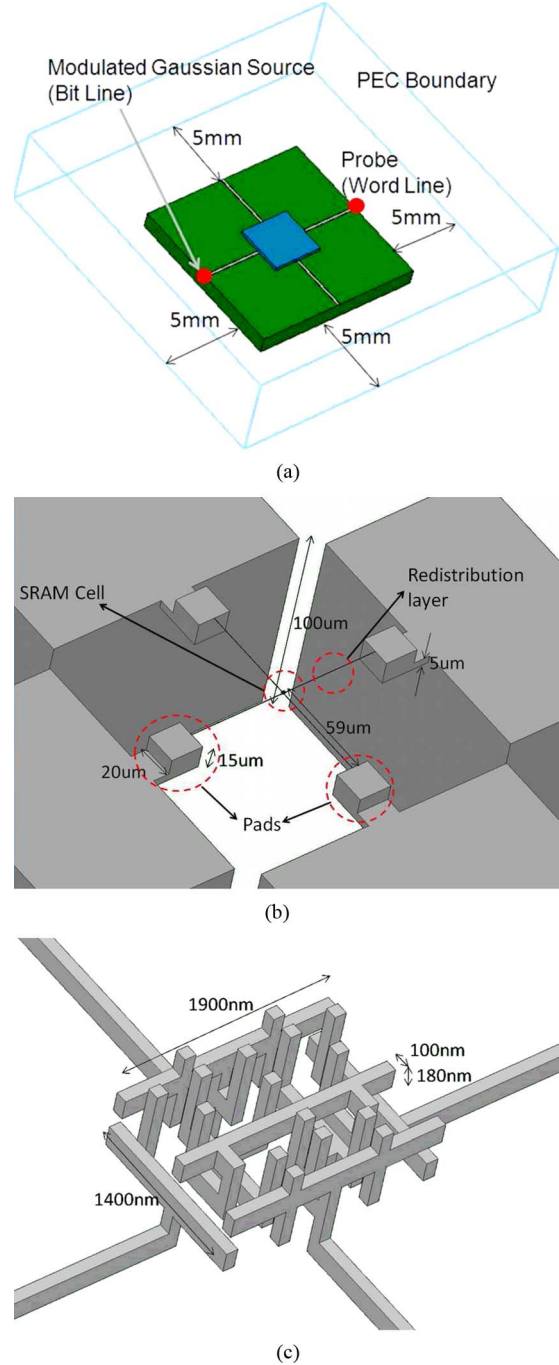 Modulated Gaussian Source
(Bit Line)
PEC Boundary
5mm
Probe
(Word Line)
5mm
5mm
5mm
(a)
SRAM Cell
Redistribution
layer
100um
5um
59um
20um
15um
Pads
(b)
1900nm
100nm
180nm
1400nm
(c)